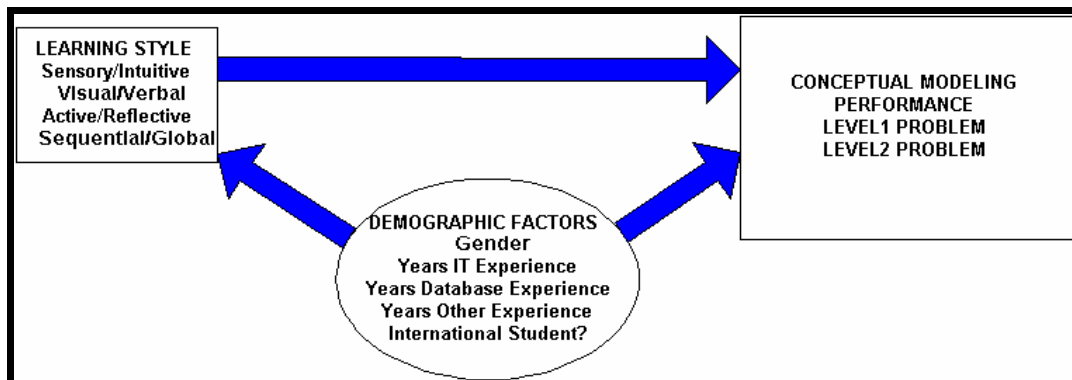 LEARNING STYLE
Sensory/Intuitive
Visual/Verbal
Active/Reflective
Sequential/Global
CONCEPTUAL MODELING
PERFORMANCE
LEVEL1 PROBLEM
LEVEL2 PROBLEM
DEMOGRAPHIC FACTORS
Gender
Years IT Experience
Years Database Experience
Years Other Experience
International Student?